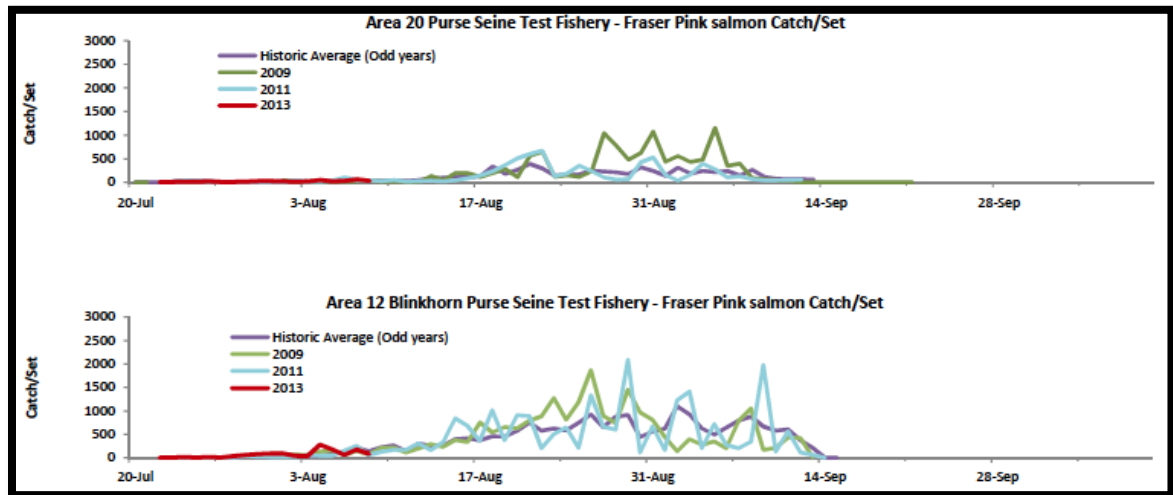 Area 20 Purse Seine Test Fishery - Fraser Pink salmon Catch/Set
3000
2500
2000
1500
1000
500
0
Catch/Set
Historic Average (Odd years)
2009
2011
2013
20-Jul 3-Aug 17-Aug 31-Aug 14-Sep 28-Sep
Area 12 Blinkhorn Purse Seine Test Fishery - Fraser Pink salmon Catch/Set
3000
2500
2000
1500
1000
500
0
Catch/Set
Historic Average (Odd years)
2009
2011
2013
20-Jul 3-Aug 17-Aug 31-Aug 14-Sep 28-Sep